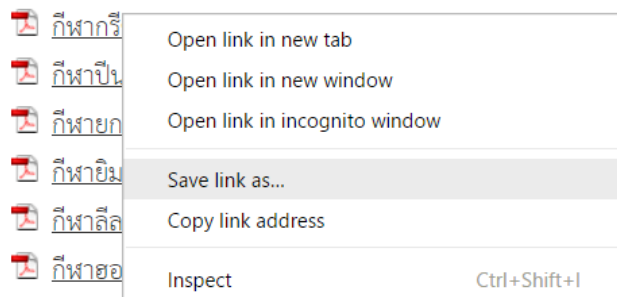 กีฬากรี
Open link in new tab
กีฬาปืน
Open link in new window
กีฬายก
Open link in incognito window
กีฬายิม
Save link as...
กีฬาลีล
Copy link address
กีฬาฮอ
Inspect Ctrl+Shift+I